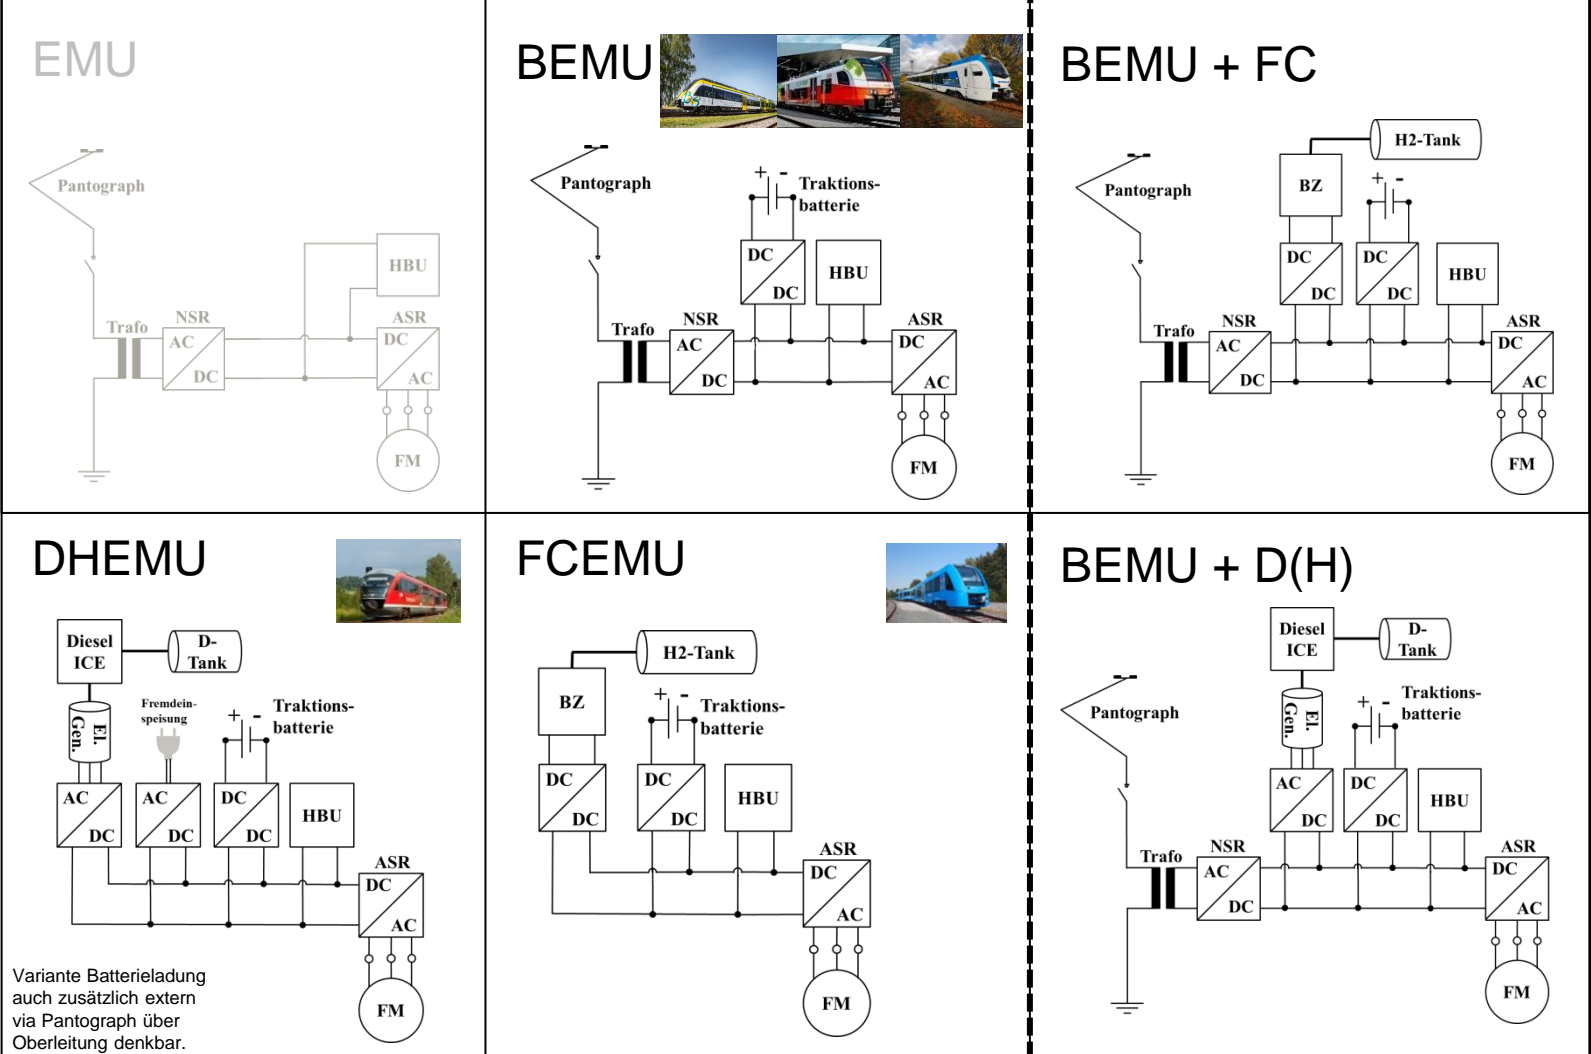 EMU
Pantograph
HBU
Trafo
NSR
ASR
AC
DC
DC
AC
FM
BEMU
Pantograph
+ -
Traktions-
batterie
DC
DC
HBU
Trafo
NSR
ASR
AC
DC
DC
AC
FM
BEMU + FC
H2-Tank
BZ
+ -
Pantograph
DC
DC
DC
DC
HBU
Trafo
NSR
ASR
AC
DC
DC
AC
FM
DHEMU
Diesel
ICE
D-
Tank
El.
Gen.
Fremdein-
speisung
+ -
Traktions-
batterie
AC
DC
AC
DC
DC
DC
HBU
ASR
DC
AC
FM
Variante Batterieladung
auch zusätzlich extern
via Pantograph über
Oberleitung denkbar.
FCEMU
H2-Tank
BZ
+ -
Traktions-
batterie
DC
DC
DC
DC
HBU
ASR
DC
AC
FM
BEMU + D(H)
Diesel
ICE
D-
Tank
Pantograph
El.
Gen.
+ -
Traktions-
batterie
AC
DC
DC
DC
HBU
Trafo
NSR
ASR
AC
DC
DC
AC
FM